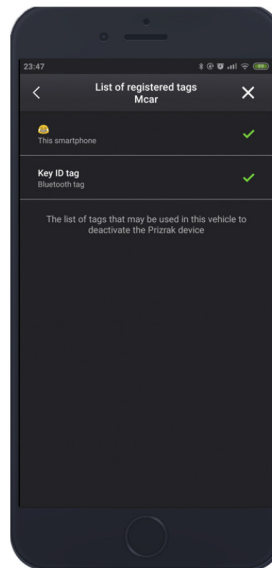 23:47
List of registered tags
Mcar
This smartphone
Key ID tag
Bluetooth tag
The list of tags that may be used in this vehicle to
deactivate the Prizrak device